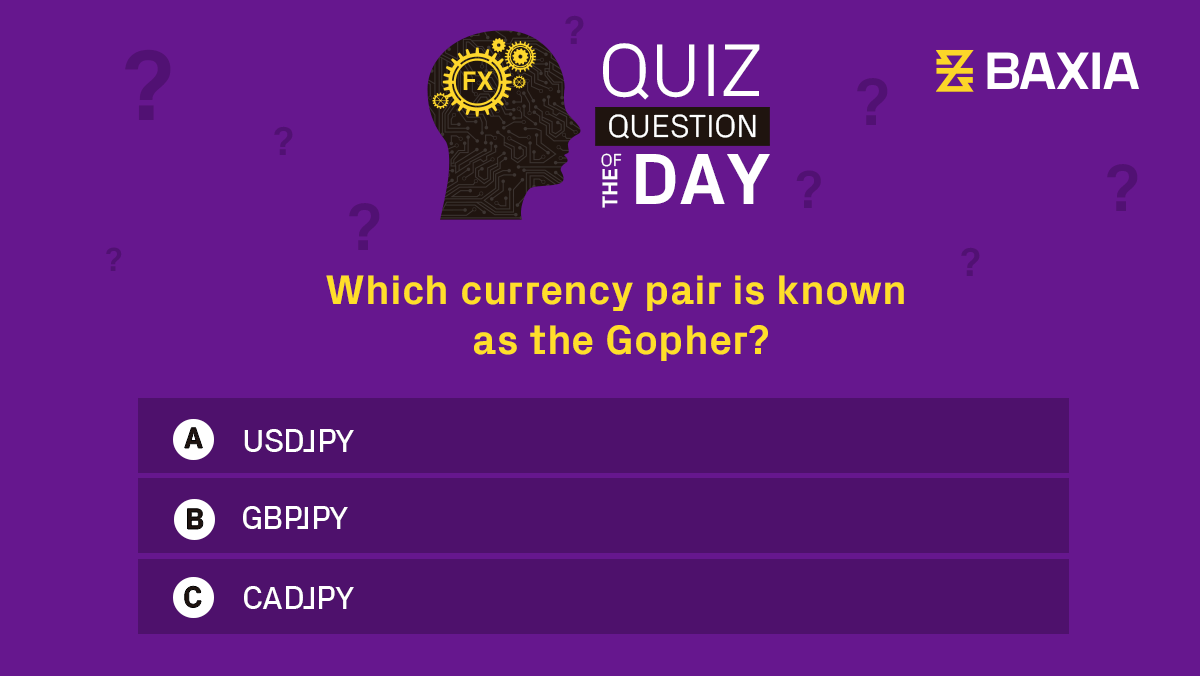 FX
QUIZ
QUESTION
OF THE
DAY
BAXIA
Which currency pair is known
as the Gopher?
A USDJPY
B GBPJPY
C CADJPY